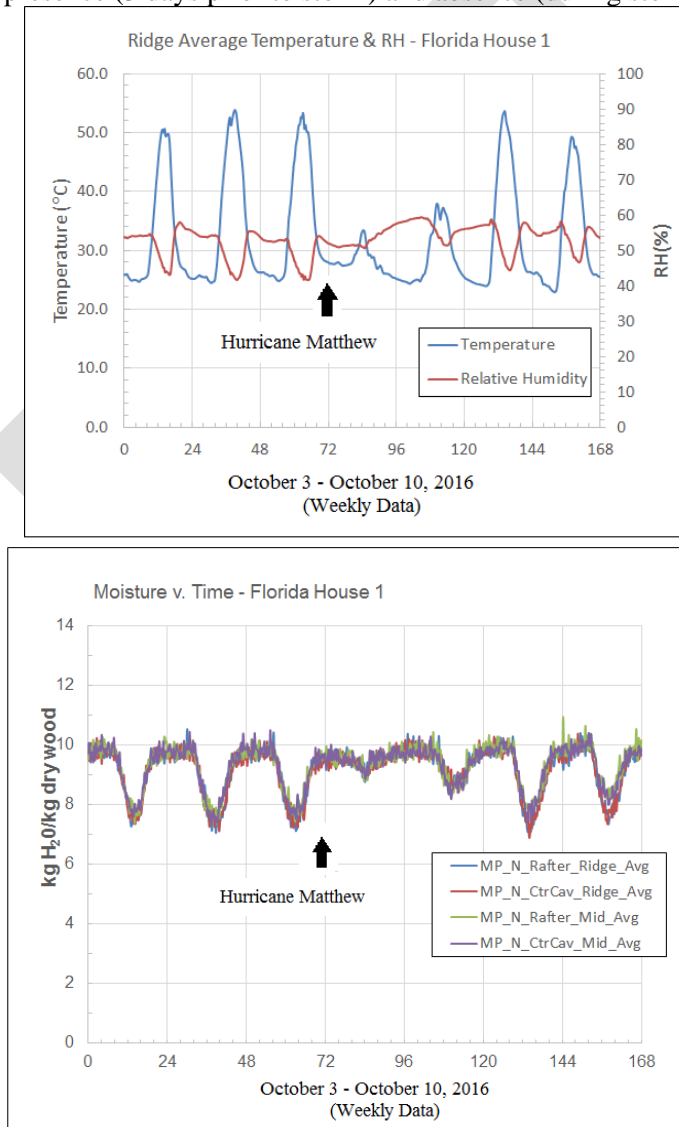 Ridge Average Temperature & RH - Florida House 1
60.0
50.0
40.0
30.0
20.0
10.0
0.0
Temperature (°C)
100
90
80
70
60
50
40
30
20
10
0
RH(%)
Hurricane Matthew
Temperature
Relative Humidity
0 24 48 72 96 120 144 168
October 3 - October 10, 2016
(Weekly Data)
Moisture v. Time - Florida House 1
14
12
10
8
6
4
2
0
kg H20/kg dry wood
Hurricane Matthew
MP_N_Rafter_Ridge_Avg
MP_N_CtrCav_Ridge_Avg
MP_N_Rafter_Mid_Avg
MP_N_CtrCav_Mid_Avg
0 24 48 72 96 120 144 168
October 3 - October 10, 2016
(Weekly Data)